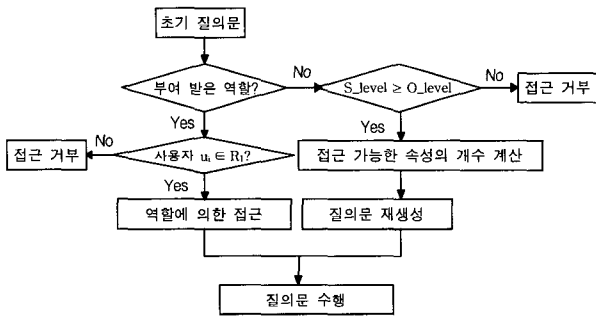 초기 질의문
부여 받은 역할?
No
S_level ≥ O_level
No
접근 거부
Yes
Yes
접근 거부
No
사용자 uᵢ ∈ R₁?
접근 가능한 속성의 개수 계산
Yes
역할에 의한 접근
질의문 재생성
질의문 수행